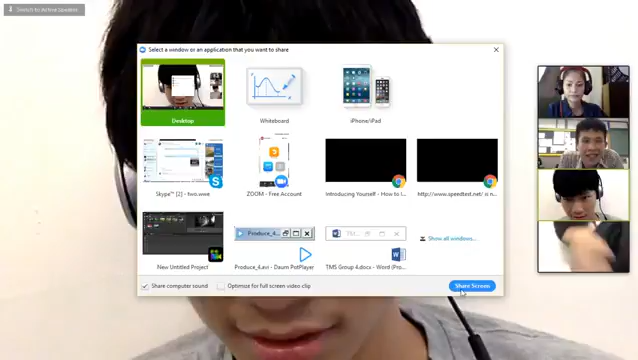 Switch to Active Speaker
Select a window or an application that you want to share
Desktop
Whiteboard
iPhone/iPad
Skype™ [2] - two.wwe
ZOOM - Free Account
Introducing Yourself - How to I...
http://www.speedtest.net/ is n...
Produce_4...
TM...
Show all windows...
New Untitled Project
Produce_4.avi - Daum PotPlayer
TMS Group 4.docx - Word (Pro...
Share computer sound
Optimize for full screen video clip
Share Screen